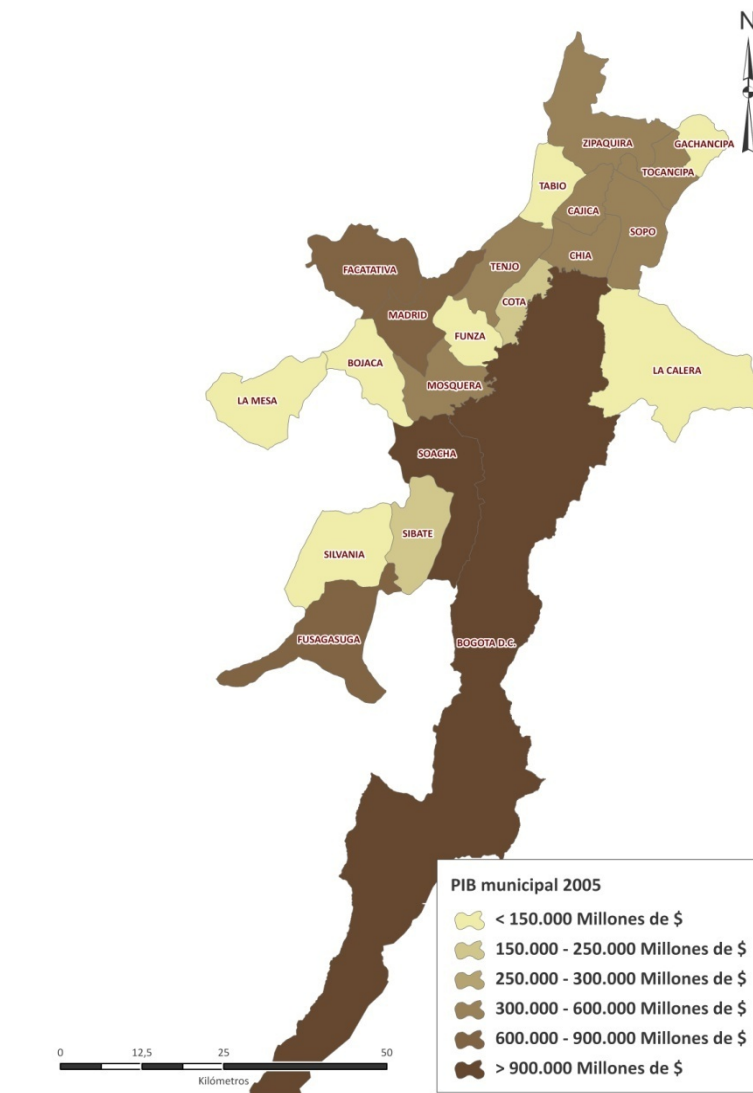 N
GACHANCIPA
ZIPAQUIRA
TOCANCIPA
TABIO
CAJICA
SOPO
CHIA
TENJO
FACATATIVA
COTA
MADRID
FUNZA
BOJACA
LA CALERA
MOSQUERA
LA MESA
SOACHA
SIBATE
SILVANIA
FUSAGASUGA
BOGOTA D.C.
PIB municipal 2005
< 150.000 Millones de $
150.000 - 250.000 Millones de $
250.000 - 300.000 Millones de $
300.000 - 600.000 Millones de $
600.000 - 900.000 Millones de $
> 900.000 Millones de $
0 12,5 25 50
Kilómetros